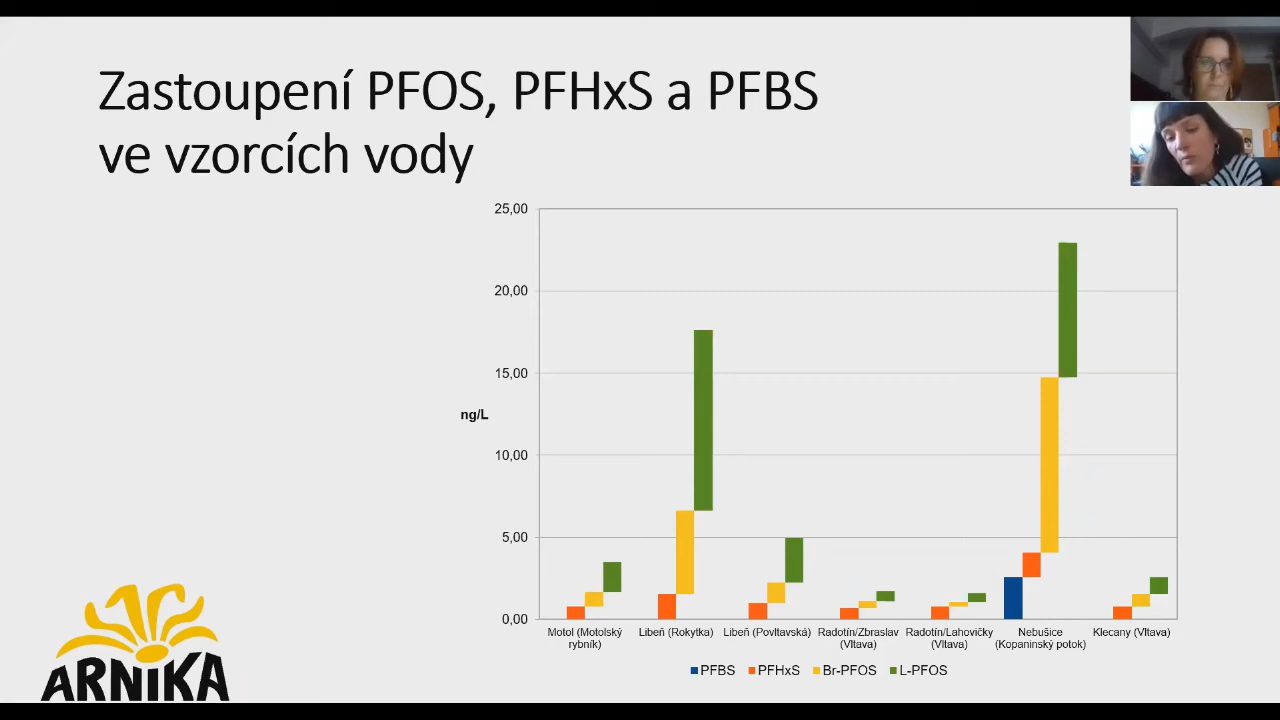 Zastoupení PFOS, PFHxS a PFBS
ve vzorcích vody
25,00
20,00
15,00
ng/L
10,00
5,00
0,00
Motol (Motolský
rybník)
Libeň (Rokytka)
Libeň (Povltavská)
Radotín/Zbraslav
(Vltava)
Radotín/Lahovičky
(Vltava)
Nebušice
(Kopaninský potok)
Klecany (Vltava)
PFBS PFHxS Br-PFOS L-PFOS
ARNIKA